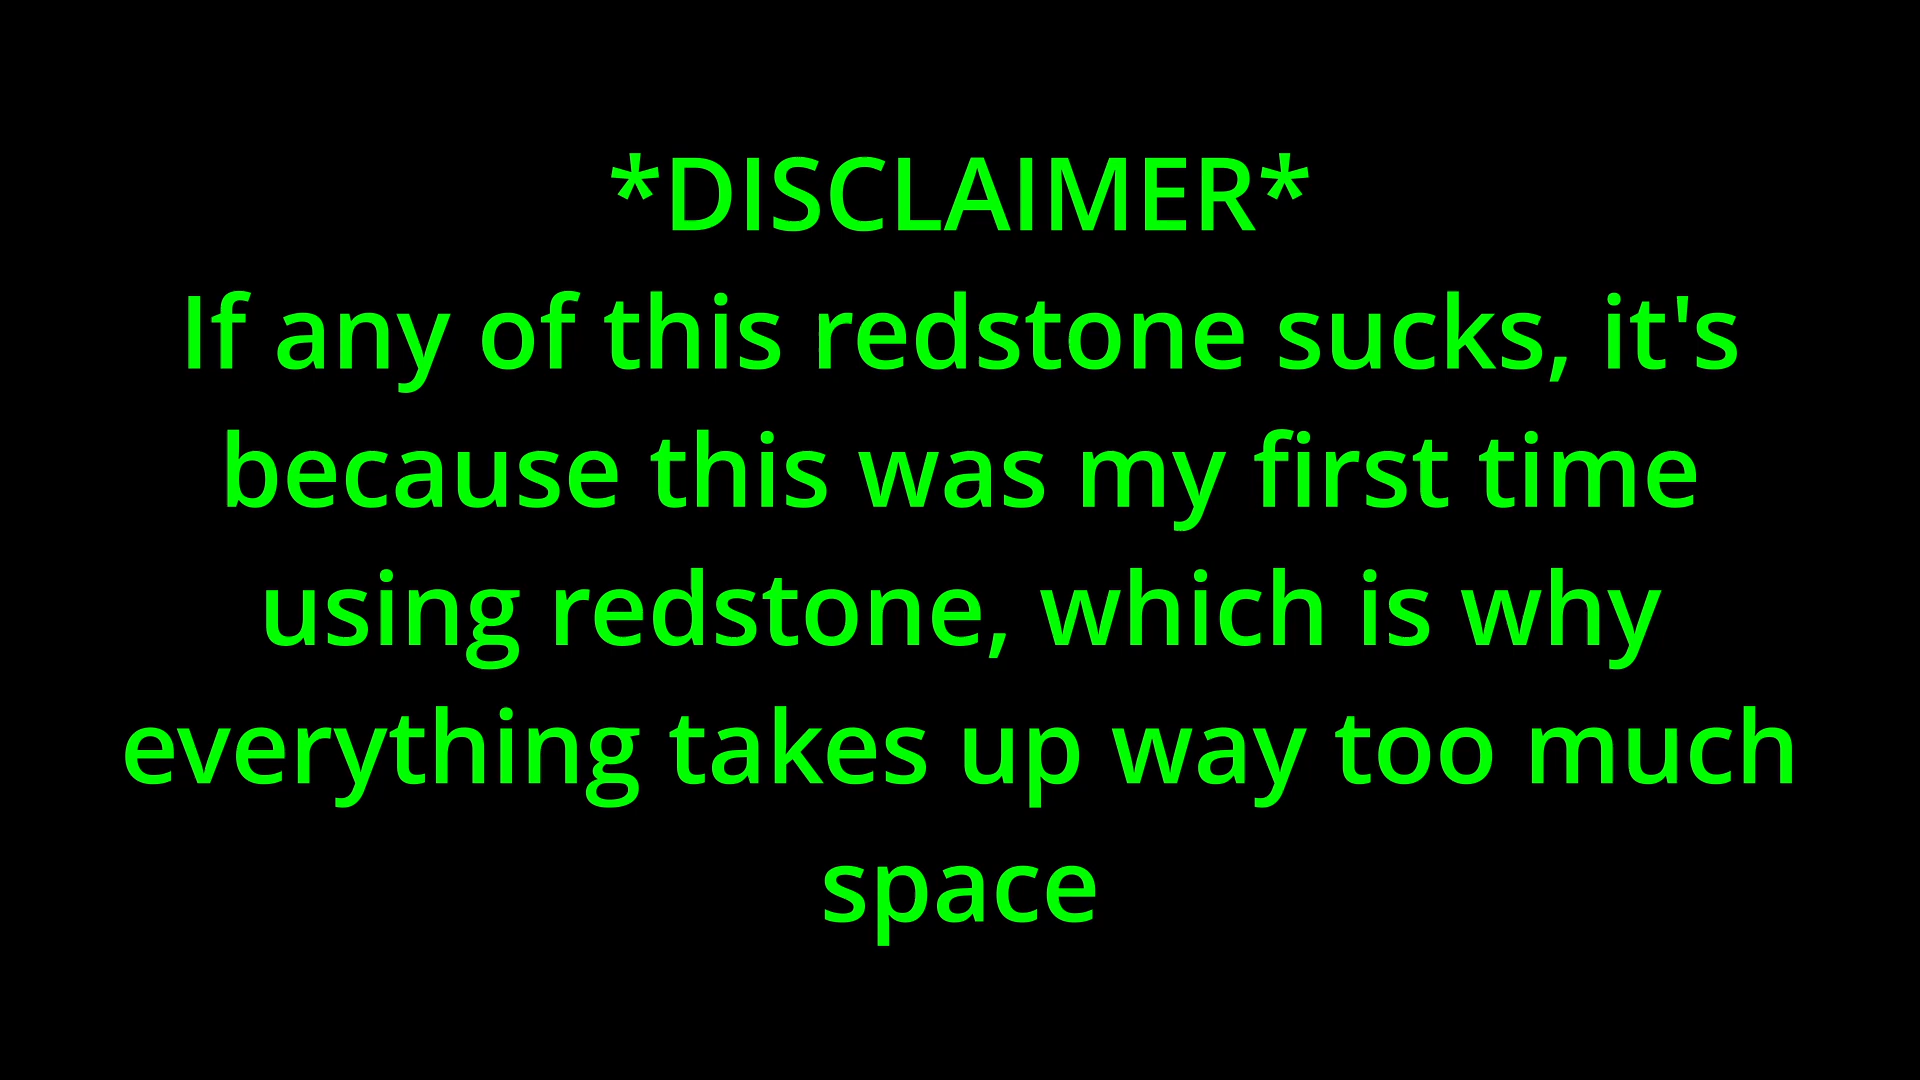 *DISCLAIMER*
If any of this redstone sucks, it's
because this was my first time
using redstone, which is why
everything takes up way too much
space